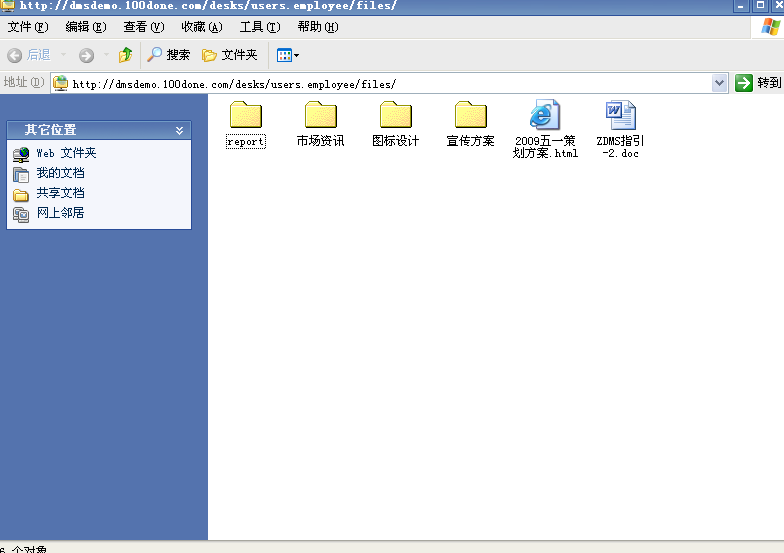 http://dmsdemo.100done.com/desks/users.employee/files/
文件(F) 编辑(E) 查看(V) 收藏(A) 工具(T) 帮助(H)
后退 搜索 文件夹
地址(D) http://dmsdemo.100done.com/desks/users.employee/files/ 转到
其它位置
Web 文件夹
我的文档
共享文档
网上邻居
report 市场资讯 图标设计 宣传方案 2009五一策 ZDMS指引
划方案.html -2.doc
6 个对象